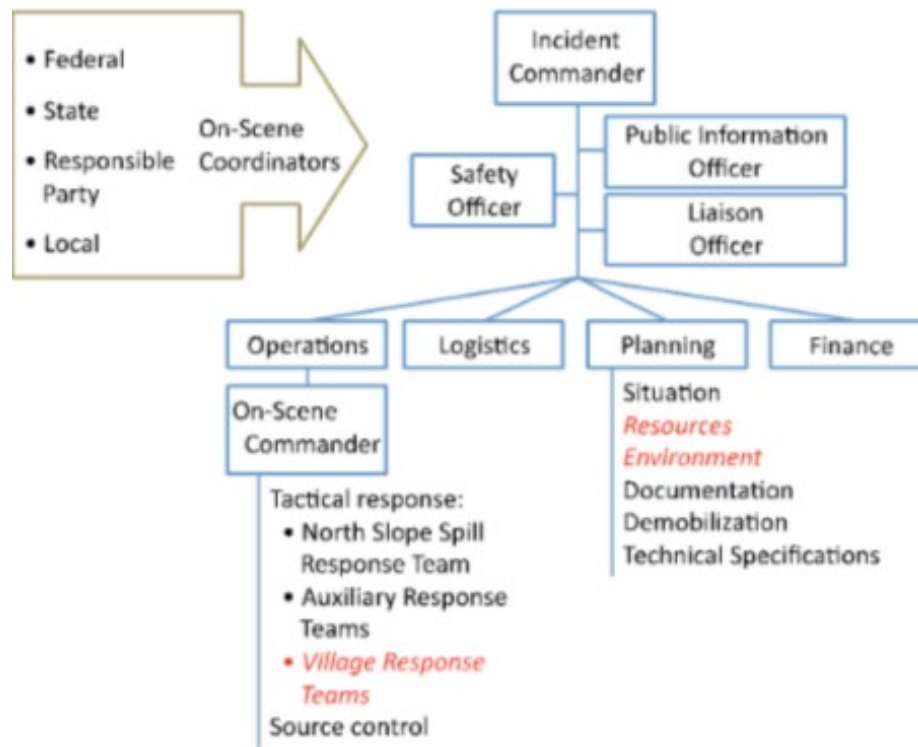 • Federal
• State
• Responsible
Party
• Local
On-Scene
Coordinators
Incident
Commander
Public Information
Officer
Safety
Officer
Liaison
Officer
Operations
Logistics
Planning
Finance
On-Scene
Commander
Tactical response:
• North Slope Spill
Response Team
• Auxiliary Response
Teams
• Village Response
Teams
Source control
Situation
Resources
Environment
Documentation
Demobilization
Technical Specifications